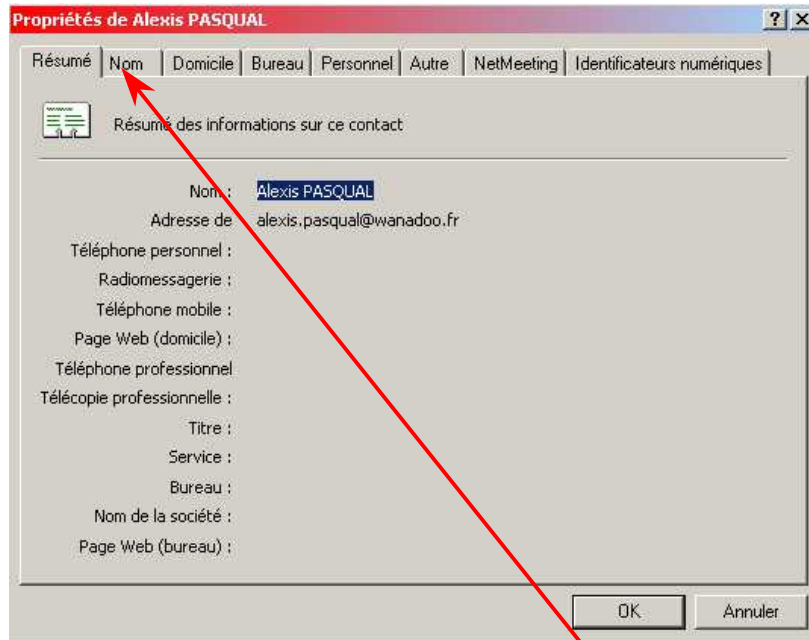 Propriétés de Alexis PASQUAL ? X
Résumé Nom Domicile Bureau Personnel Autre NetMeeting Identificateurs numériques
Résumé des informations sur ce contact
Nom : Alexis PASQUAL
Adresse de alexis.pasqual@wanadoo.fr
Téléphone personnel :
Radiomessagerie :
Téléphone mobile :
Page Web (domicile) :
Téléphone professionnel
Télécopie professionnelle :
Titre :
Service :
Bureau :
Nom de la société :
Page Web (bureau) :
OK Annuler